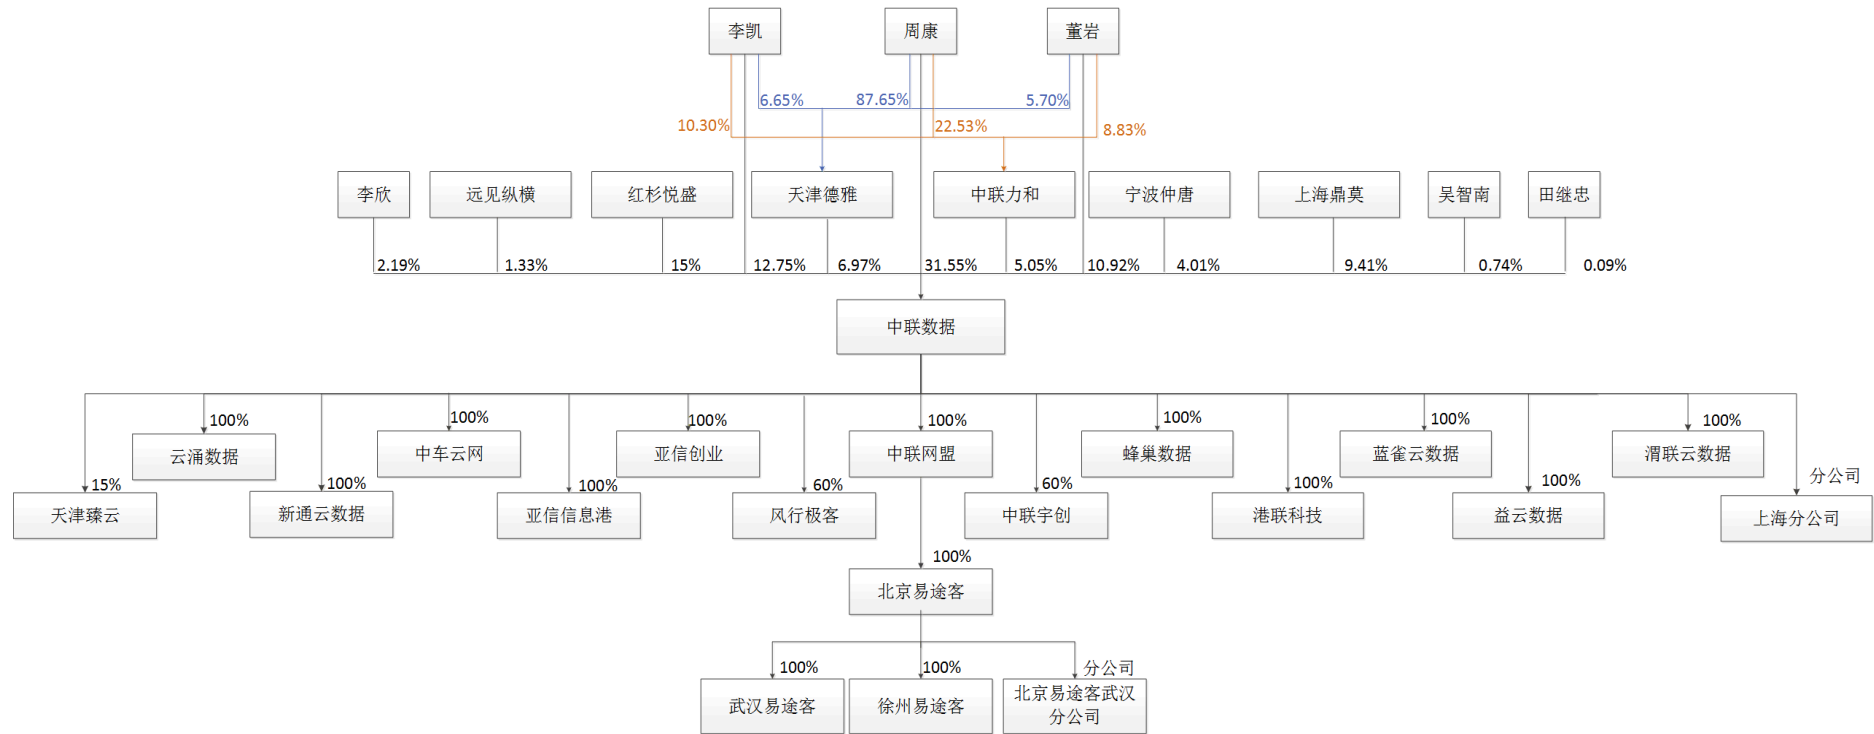 李凯
周康
董岩
6.65%
87.65%
5.70%
10.30%
22.53%
8.83%
李欣
远见纵横
红杉悦盛
天津德雅
中联力和
宁波仲唐
上海鼎莫
吴智南
田继忠
2.19%
1.33%
15%
12.75%
6.97%
31.55%
5.05%
10.92%
4.01%
9.41%
0.74%
0.09%
中联数据
100%
100%
100%
100%
100%
100%
100%
云涌数据
中车云网
亚信创业
中联网盟
蜂巢数据
蓝雀云数据
渭联云数据
15%
100%
100%
60%
60%
100%
100%
分公司
天津臻云
新通云数据
亚信信息港
风行极客
中联宇创
港联科技
益云数据
上海分公司
100%
北京易途客
100%
100%
分公司
武汉易途客
徐州易途客
北京易途客武汉
分公司